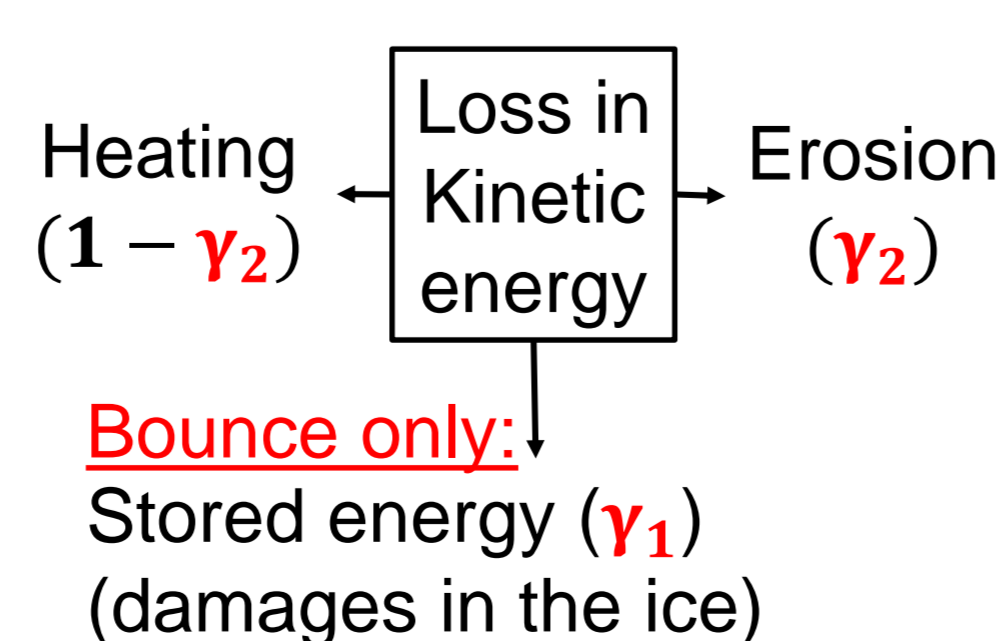 Heating
(1 − γ₂)
Loss in
Kinetic
energy
Erosion
(γ₂)
Bounce only:
Stored energy (γ₁)
(damages in the ice)